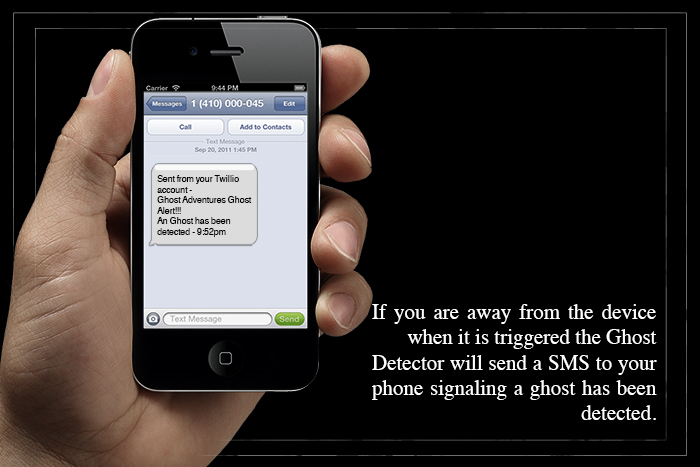 Carrier 9:44 PM
Messages 1 (410) 000-045 Edit
Call Add to Contacts
Text Message
Sep 20, 2011 1:45 PM
Sent from your Twillio
account -
Ghost Adventures Ghost
Alert!!!
An Ghost has been
detected - 9:52pm
Text Message Send
If you are away from the device
when it is triggered the Ghost
Detector will send a SMS to your
phone signaling a ghost has been
detected.